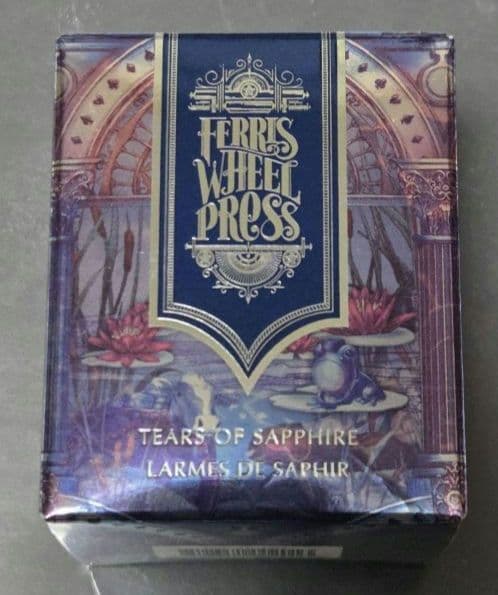 FERRIS
WHEEL
PRESS
TEARS OF SAPPHIRE
LARMES DE SAPHIR